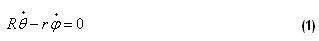 Rθ̇ − rφ̇ = 0 (1)